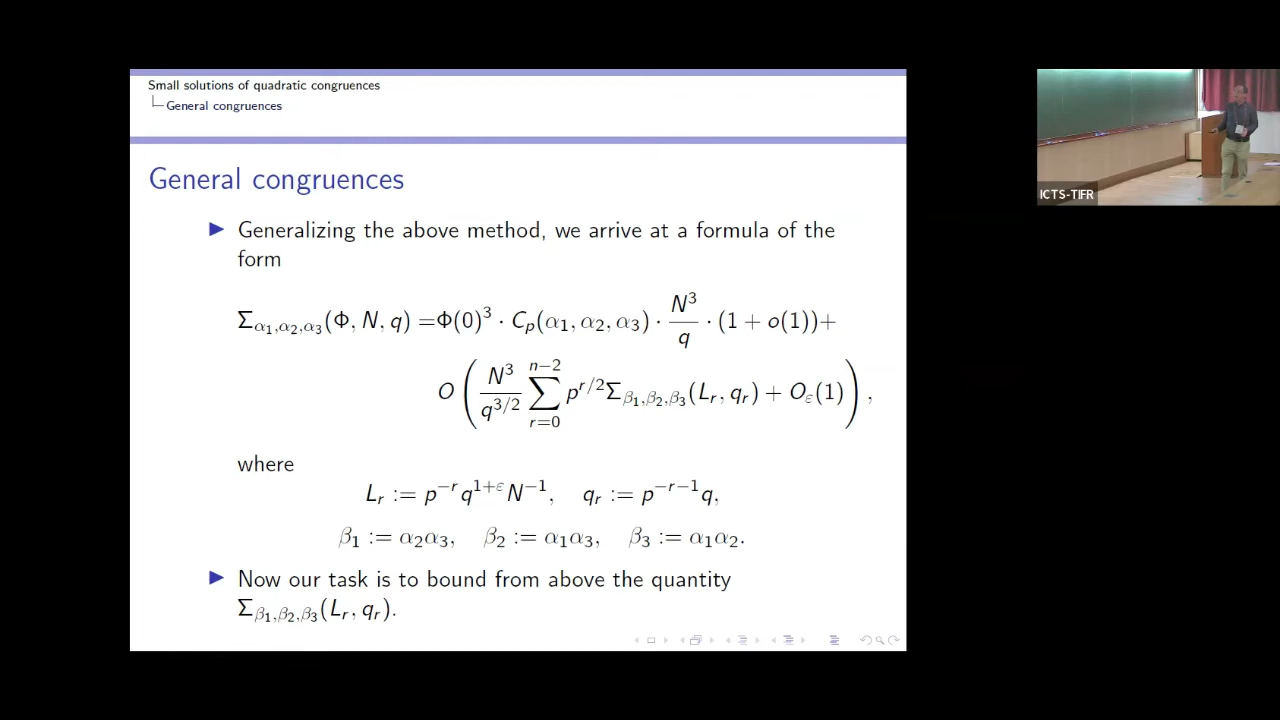 Small solutions of quadratic congruences
General congruences
General congruences
▶ Generalizing the above method, we arrive at a formula of the
form
Σ_{α₁,α₂,α₃}(Φ, N, q) =Φ(0)³ · C_p(α₁, α₂, α₃) · N³/q · (1 + o(1))+
O ( N³/q^{3/2} ∑_{r=0}^{n−2} p^{r/2}Σ_{β₁,β₂,β₃}(L_r, q_r) + O_ε(1) ) ,
where
L_r := p^{−r}q^{1+ε}N^{−1}, q_r := p^{−r−1}q,
β₁ := α₂α₃, β₂ := α₁α₃, β₃ := α₁α₂.
▶ Now our task is to bound from above the quantity
Σ_{β₁,β₂,β₃}(L_r, q_r).
ICTS-TIFR